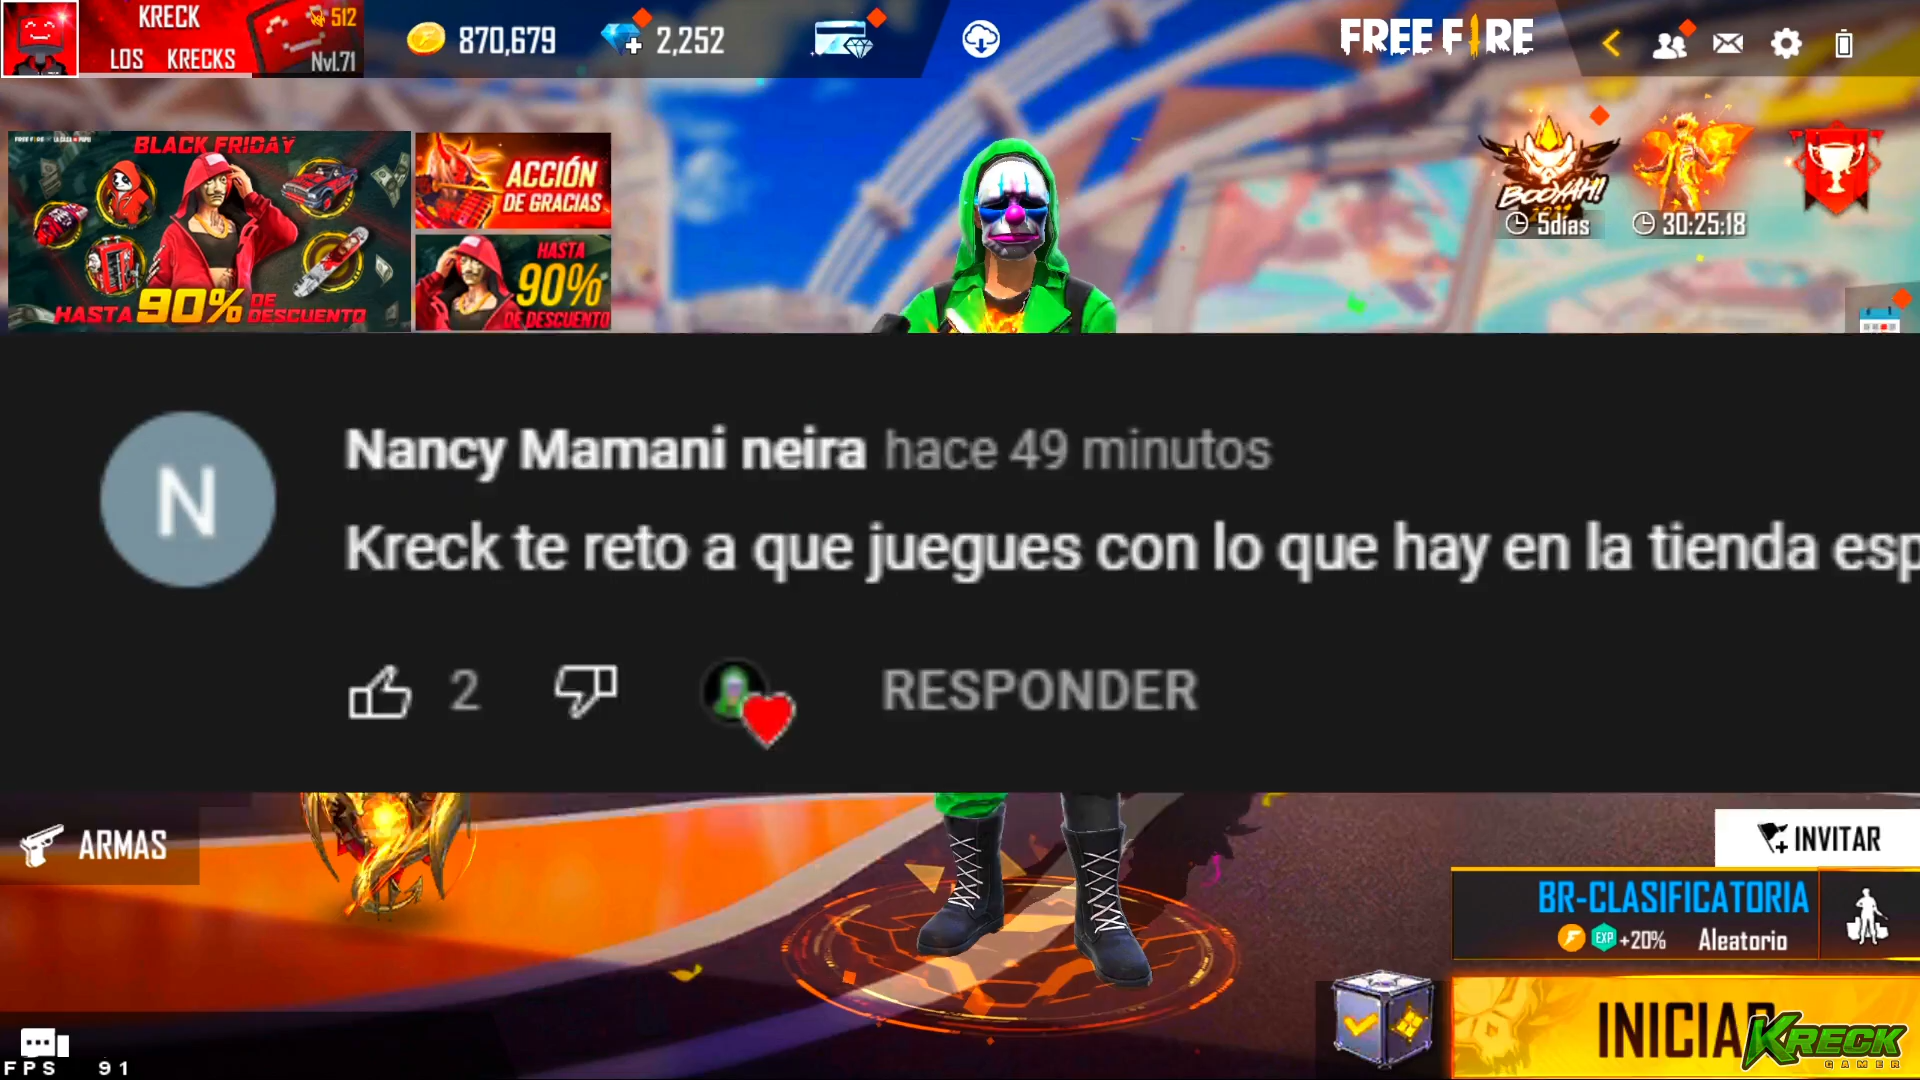 KRECK
512
LOS KRECKS
Nvl.71
870,679
2,252
FREE FIRE
BLACK FRIDAY
HASTA 90% DE DESCUENTO
ACCIÓN
DE GRACIAS
HASTA
90%
DE DESCUENTO
BOOYAH!
5días
30:25:18
N
Nancy Mamani neira hace 49 minutos
Kreck te reto a que juegues con lo que hay en la tienda esp
2
RESPONDER
ARMAS
INVITAR
BR-CLASIFICATORIA
EXP +20% Aleatorio
INICIA
KRECK
GAMER
FPS 91